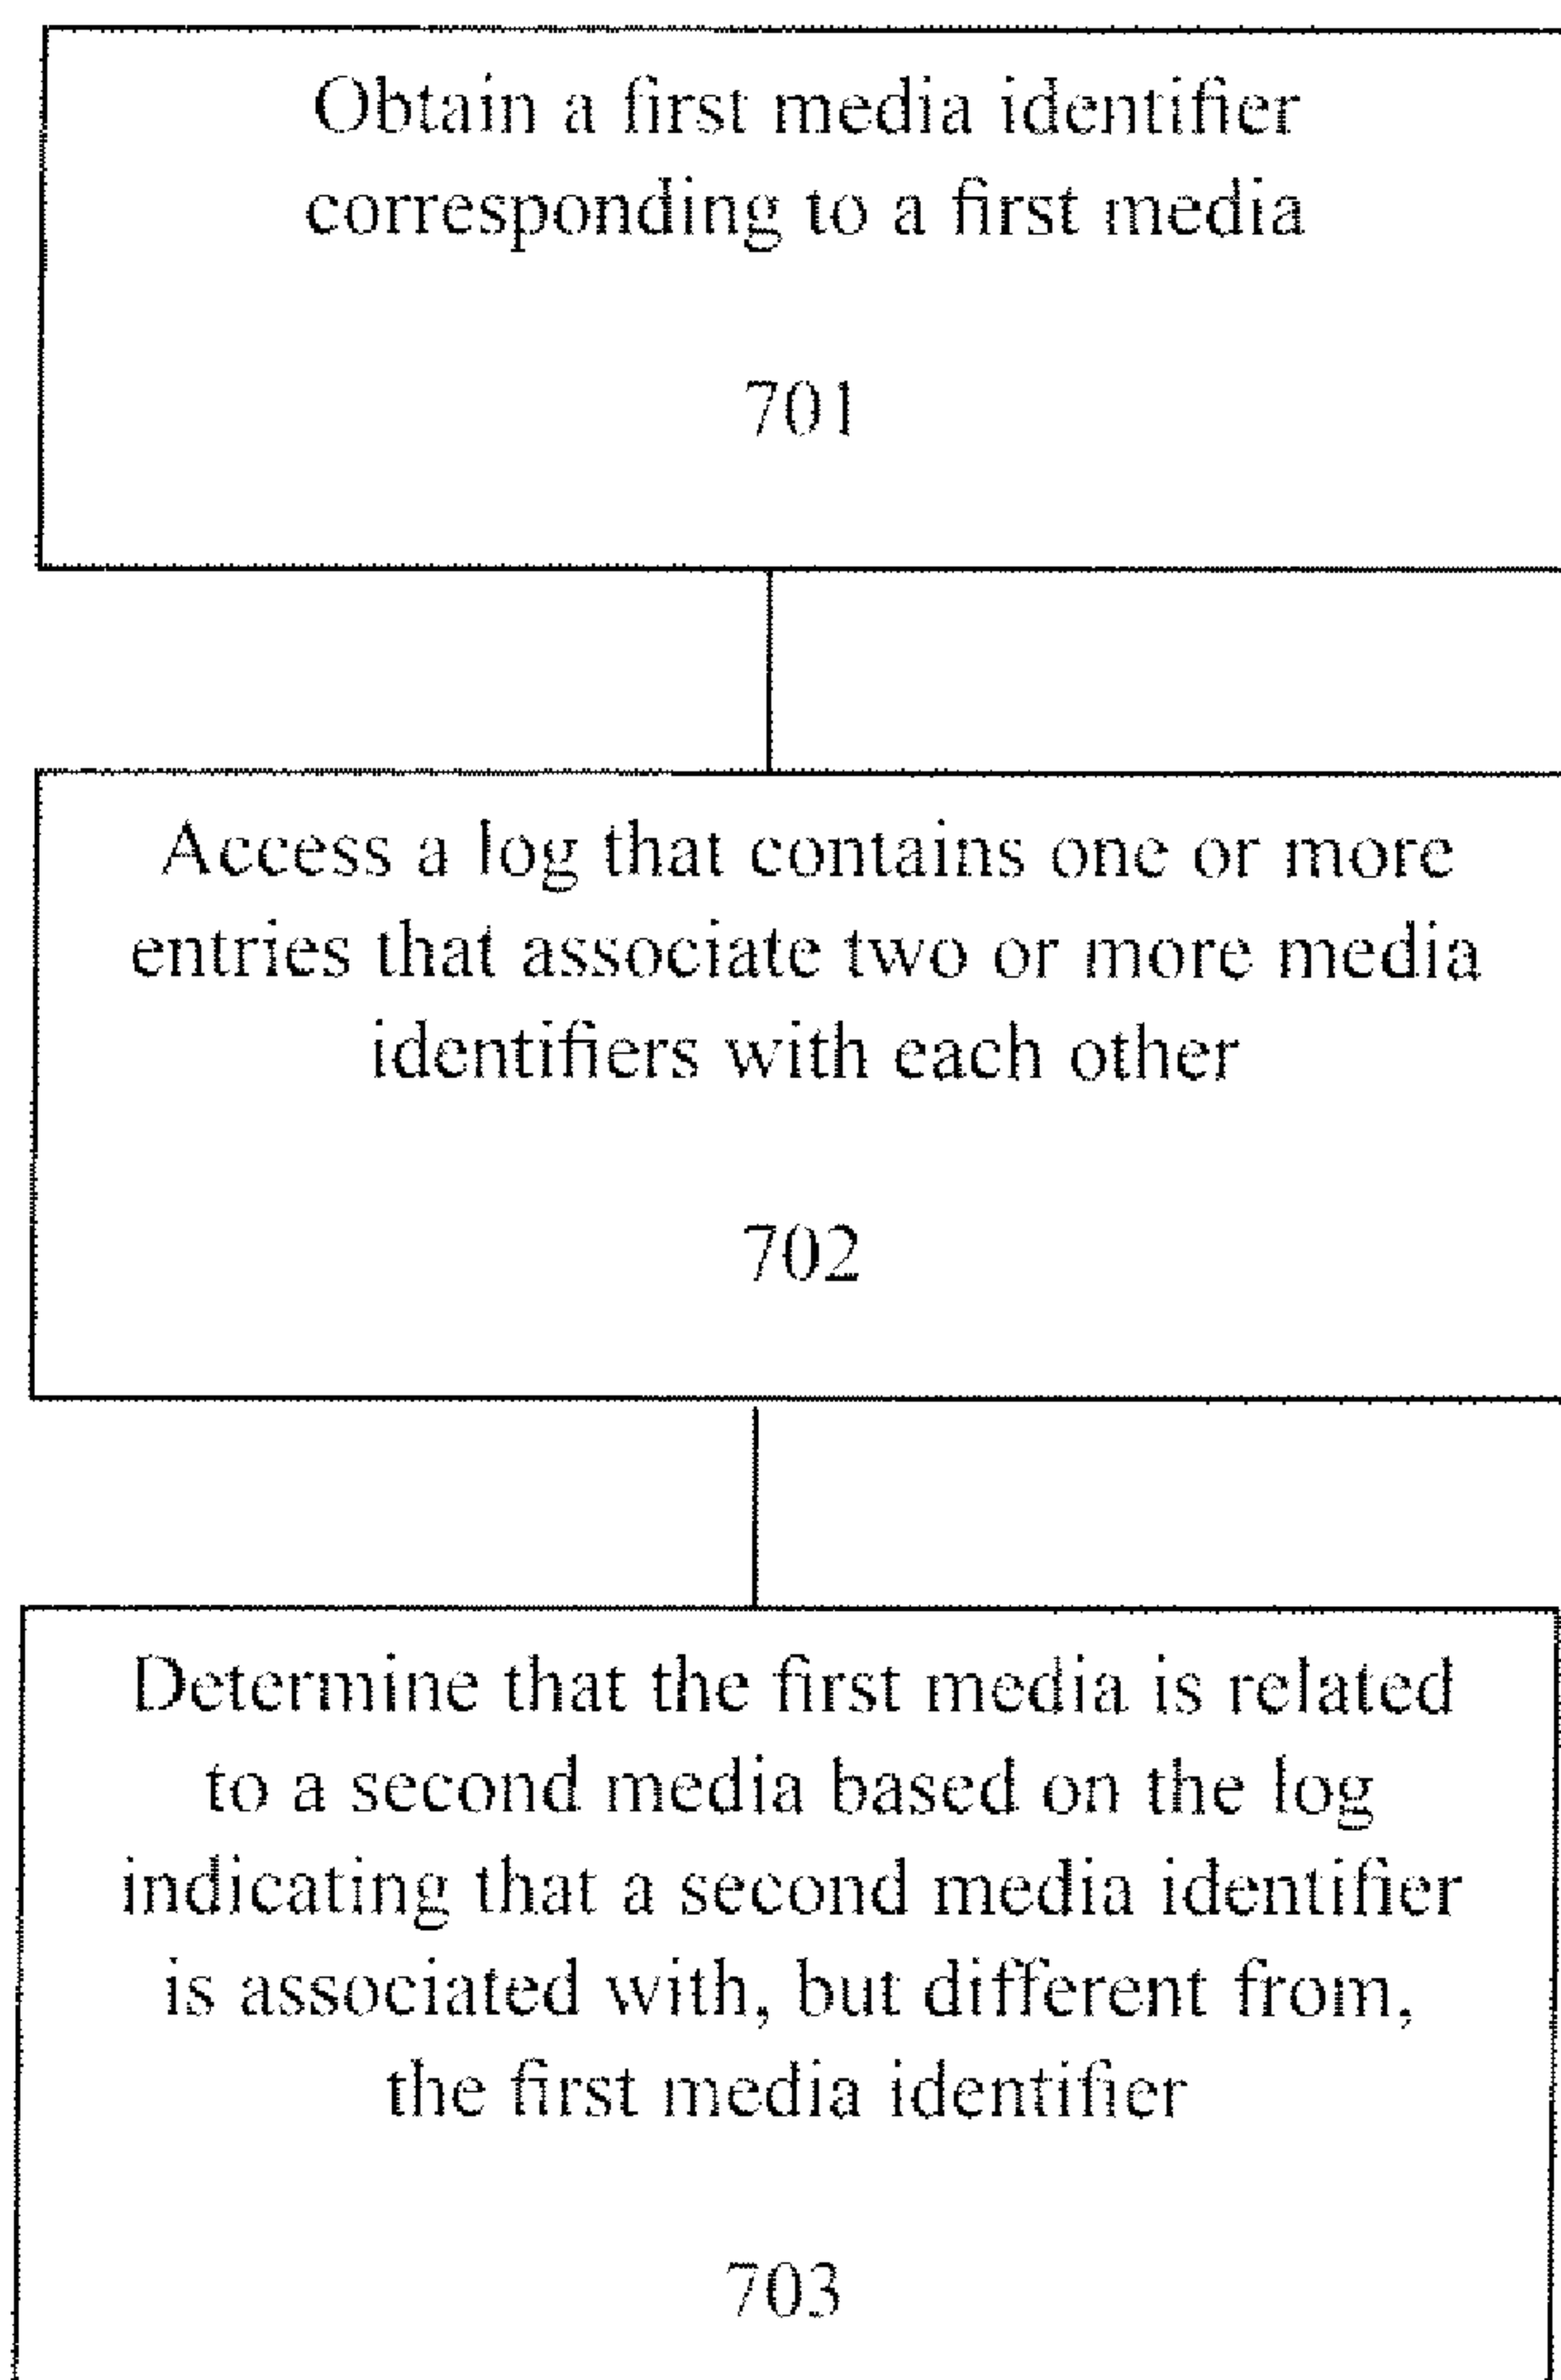 Obtain a first media identifier
corresponding to a first media
701
Access a log that contains one or more
entries that associate two or more media
identifiers with each other
702
Determine that the first media is related
to a second media based on the log
indicating that a second media identifier
is associated with, but different from,
the first media identifier
703